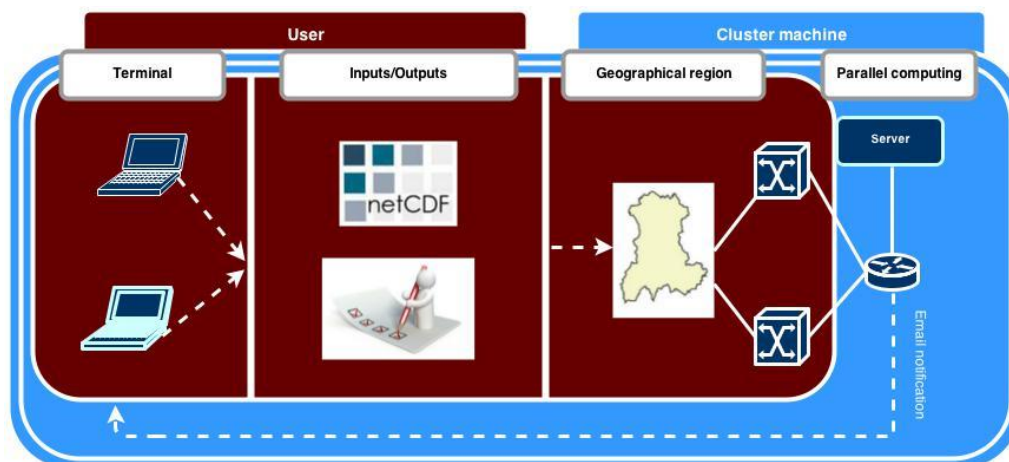 User
Cluster machine
Terminal
Inputs/Outputs
Geographical region
Parallel computing
Server
netCDF
Email notification